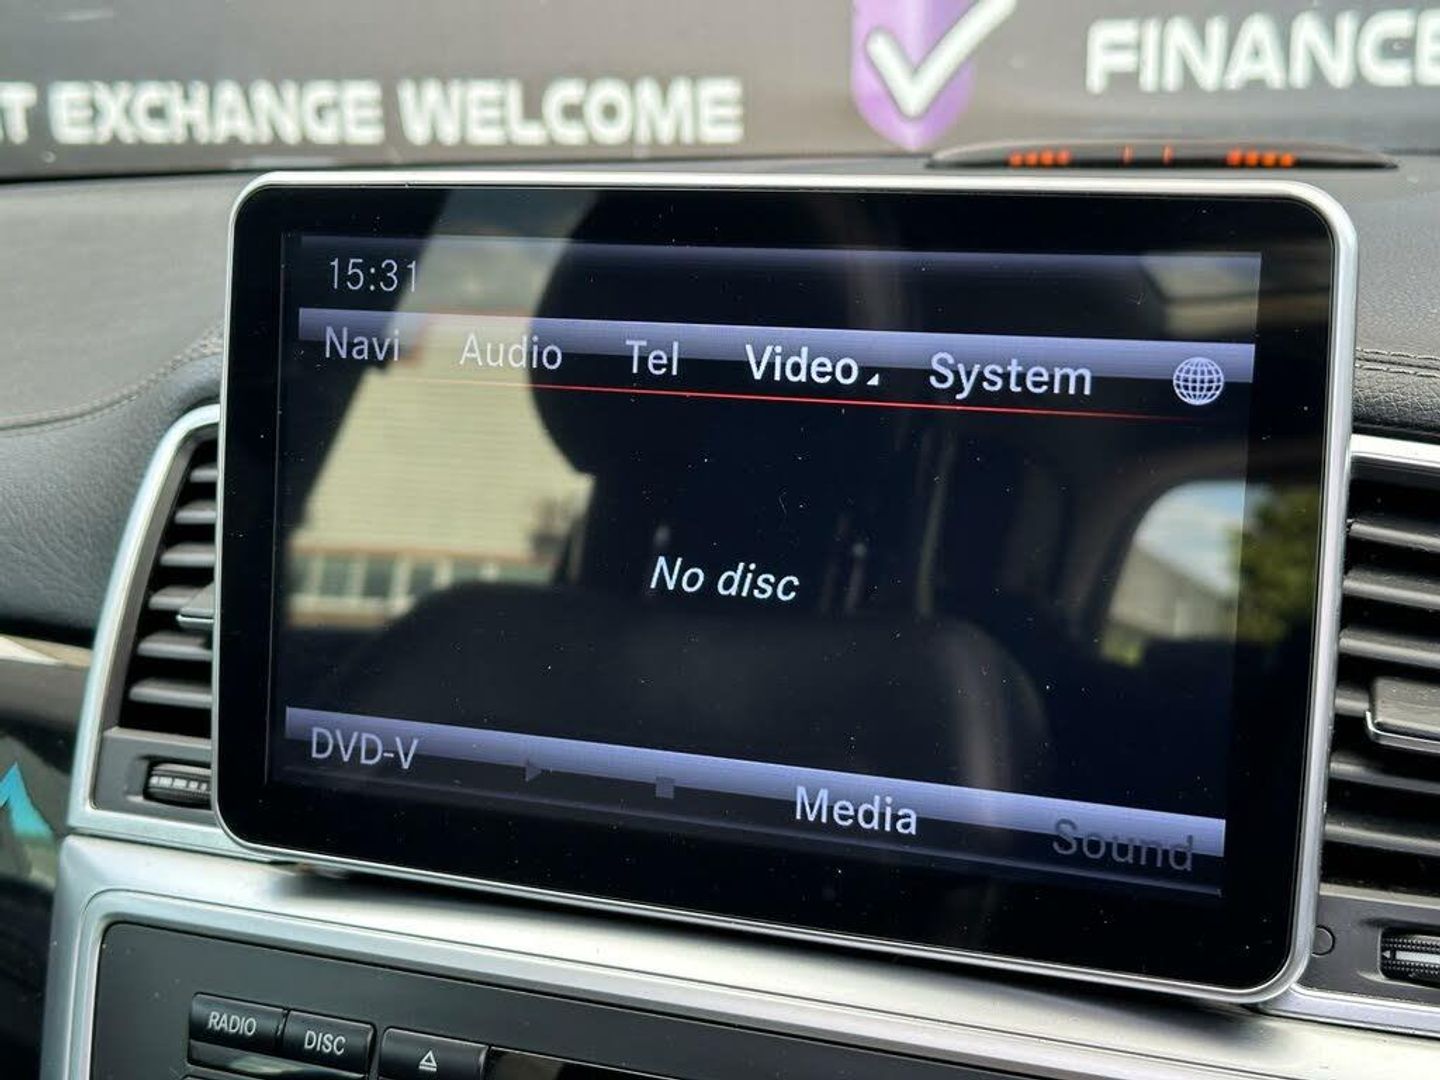 T EXCHANGE WELCOME
FINANCE
15:31
Navi Audio Tel Video System
No disc
DVD-V Media Sound
RADIO DISC